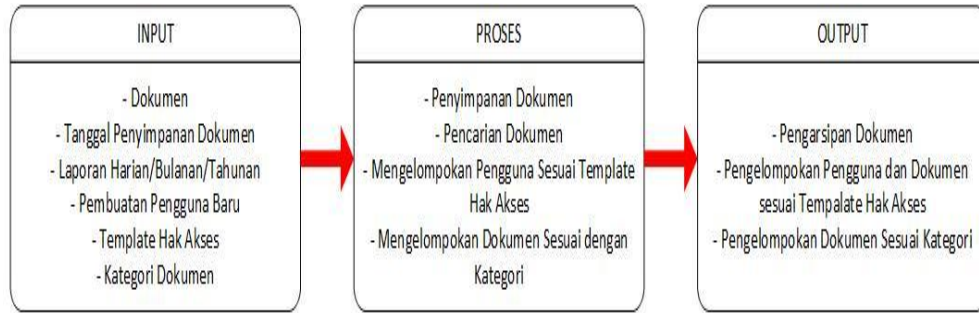 INPUT
- Dokumen
- Tanggal Penyimpanan Dokumen
- Laporan Harian/Bulanan/Tahunan
- Pembuatan Pengguna Baru
- Template Hak Akses
- Kategori Dokumen
PROSES
- Penyimpanan Dokumen
- Pencarian Dokumen
- Mengelompokan Pengguna Sesuai Template
Hak Akses
- Mengelompokan Dokumen Sesuai dengan
Kategori
OUTPUT
- Pengarsipan Dokumen
- Pengelompokan Pengguna dan Dokumen
sesuai Tempalate Hak Akses
- Pengelompokan Dokumen Sesuai Kategori